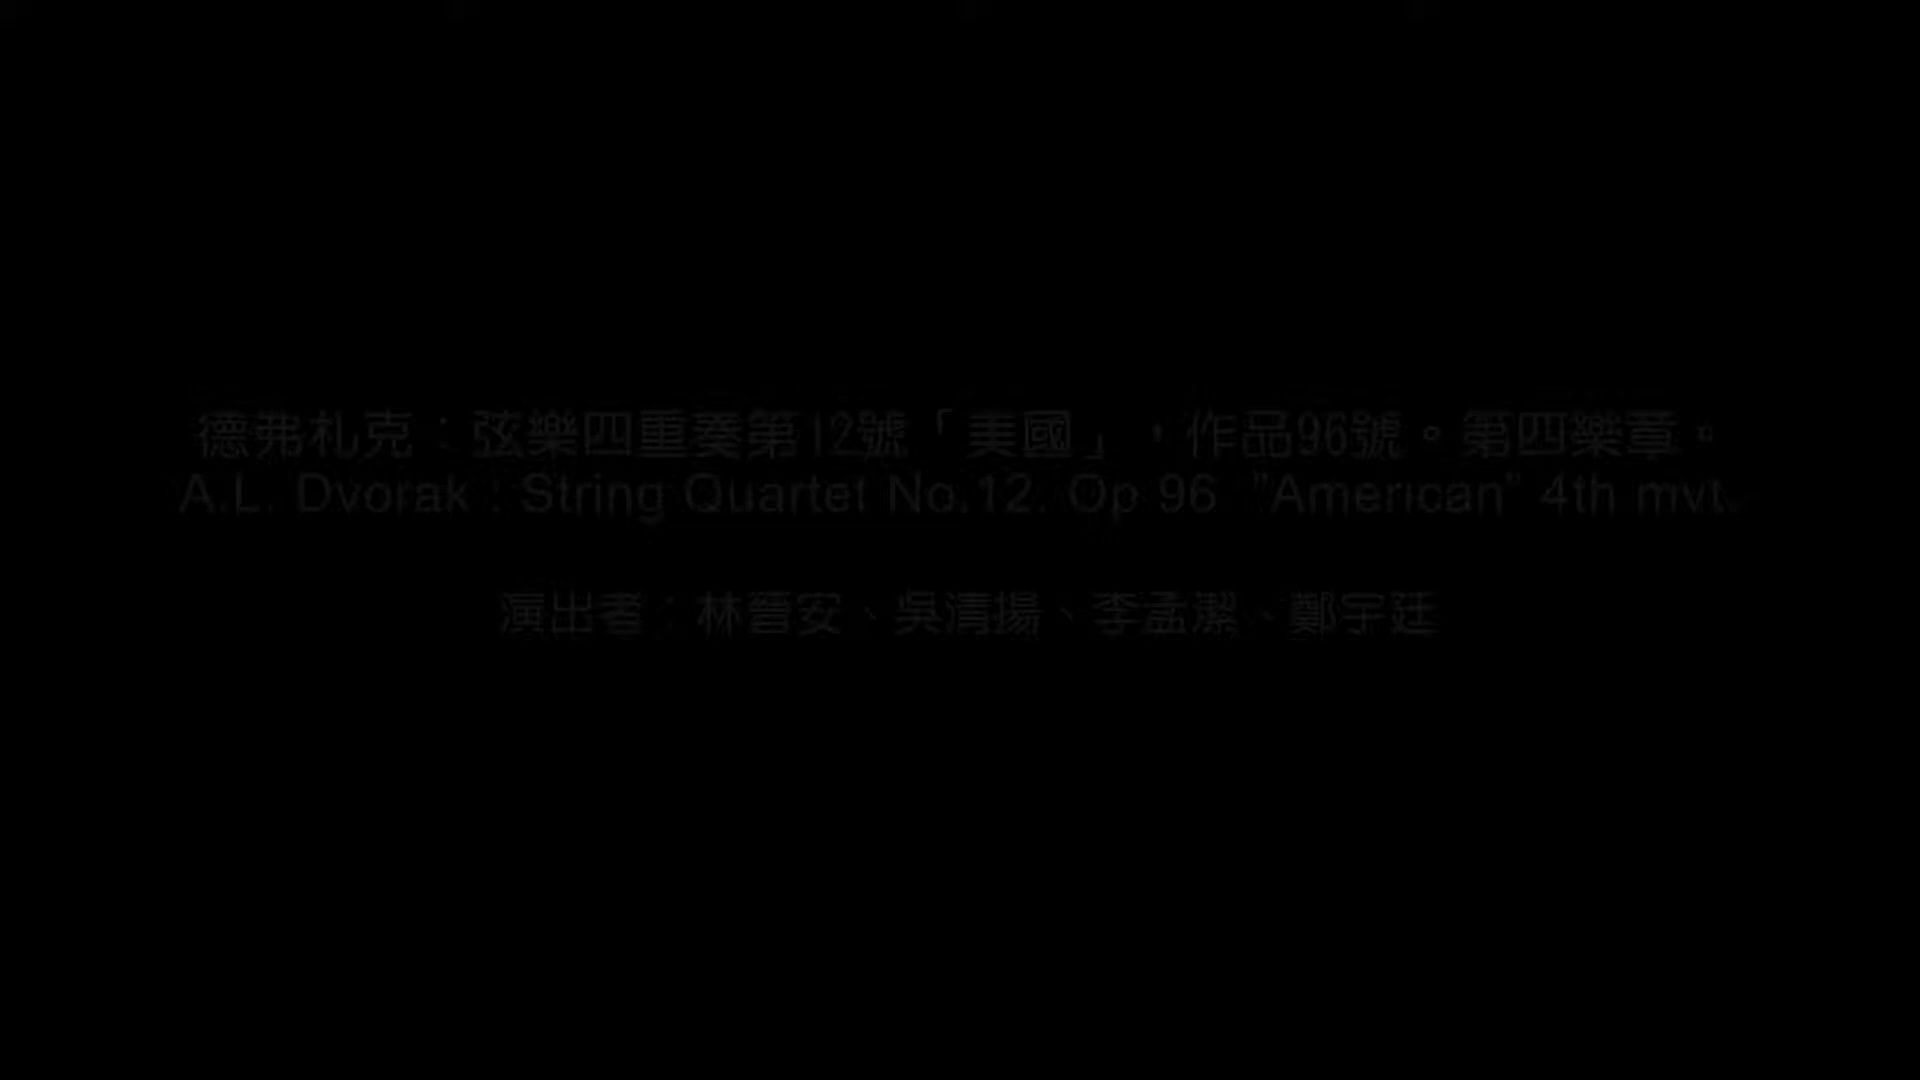 德弗札克：弦樂四重奏第12號「美國」，作品96號。第四樂章。
A.L. Dvorak : String Quartet No.12. Op 96 "American" 4th mvt.
演出者：林晉安、吳清揚、李孟潔、鄭宇廷